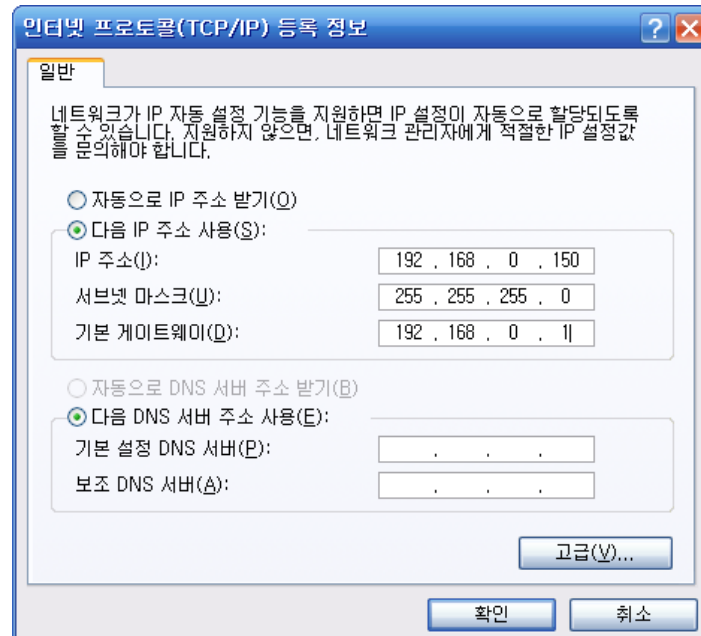 인터넷 프로토콜(TCP/IP) 등록 정보
일반
네트워크가 IP 자동 설정 기능을 지원하면 IP 설정이 자동으로 할당되도록
할 수 있습니다. 지원하지 않으면, 네트워크 관리자에게 적절한 IP 설정값
을 문의해야 합니다.
자동으로 IP 주소 받기(O)
다음 IP 주소 사용(S):
IP 주소(I): 192 . 168 . 0 . 150
서브넷 마스크(U): 255 . 255 . 255 . 0
기본 게이트웨이(D): 192 . 168 . 0 . 1
자동으로 DNS 서버 주소 받기(B)
다음 DNS 서버 주소 사용(E):
기본 설정 DNS 서버(P): . . .
보조 DNS 서버(A): . . .
고급(V)...
확인 취소